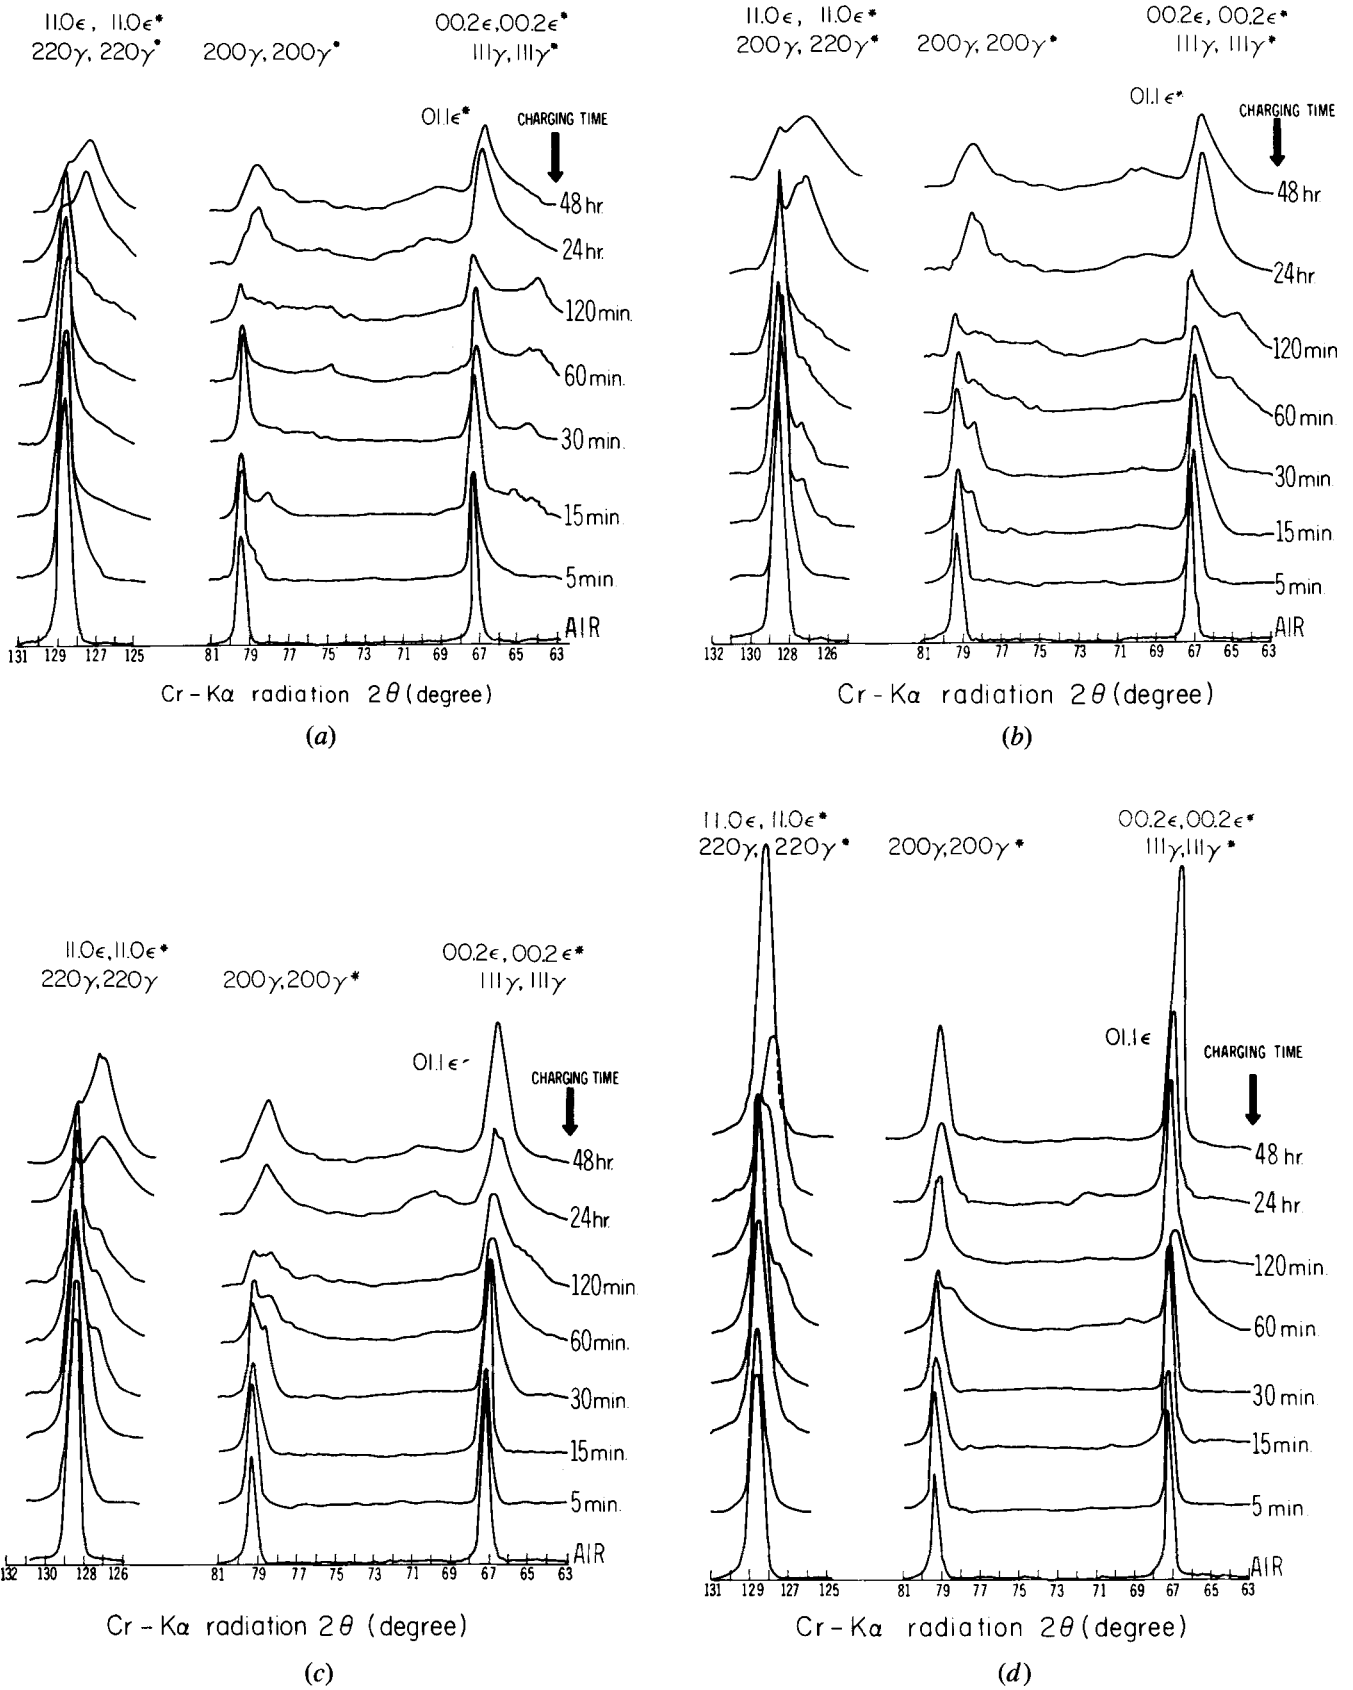 11.0ϵ, 11.0ϵ*
220γ, 220γ*
200γ, 200γ*
00.2ϵ, 00.2ϵ*
111γ, 111γ*
01.1ϵ*
CHARGING TIME
48 hr.
24 hr.
120 min.
60 min.
30 min.
15 min.
5 min.
AIR
131 129 127 125 81 79 77 75 73 71 69 67 65 63
Cr-Kα radiation 2θ (degree)
(a)
11.0ϵ, 11.0ϵ*
200γ, 220γ*
200γ, 200γ*
00.2ϵ, 00.2ϵ*
111γ, 111γ*
01.1ϵ*
CHARGING TIME
48 hr.
24 hr.
120 min
60 min.
30 min.
15 min.
5 min.
AIR
132 130 128 126 81 79 77 75 73 71 69 67 65 63
Cr-Kα radiation 2θ (degree)
(b)
11.0ϵ, 11.0ϵ*
220γ, 220γ
200γ, 200γ*
00.2ϵ, 00.2ϵ*
111γ, 111γ
01.1ϵ-
CHARGING TIME
48 hr.
24 hr.
120 min.
60 min.
30 min.
15 min.
5 min.
AIR
132 130 128 126 81 79 77 75 73 71 69 67 65 63
Cr-Kα radiation 2θ (degree)
(c)
11.0ϵ, 11.0ϵ*
220γ, 220γ*
200γ, 200γ*
00.2ϵ, 00.2ϵ*
111γ, 111γ*
01.1ϵ
CHARGING TIME
48 hr.
24 hr.
120 min.
60 min.
30 min.
15 min.
5 min.
AIR
131 129 127 125 81 79 77 75 73 71 69 67 65 63
Cr-Kα radiation 2θ (degree)
(d)